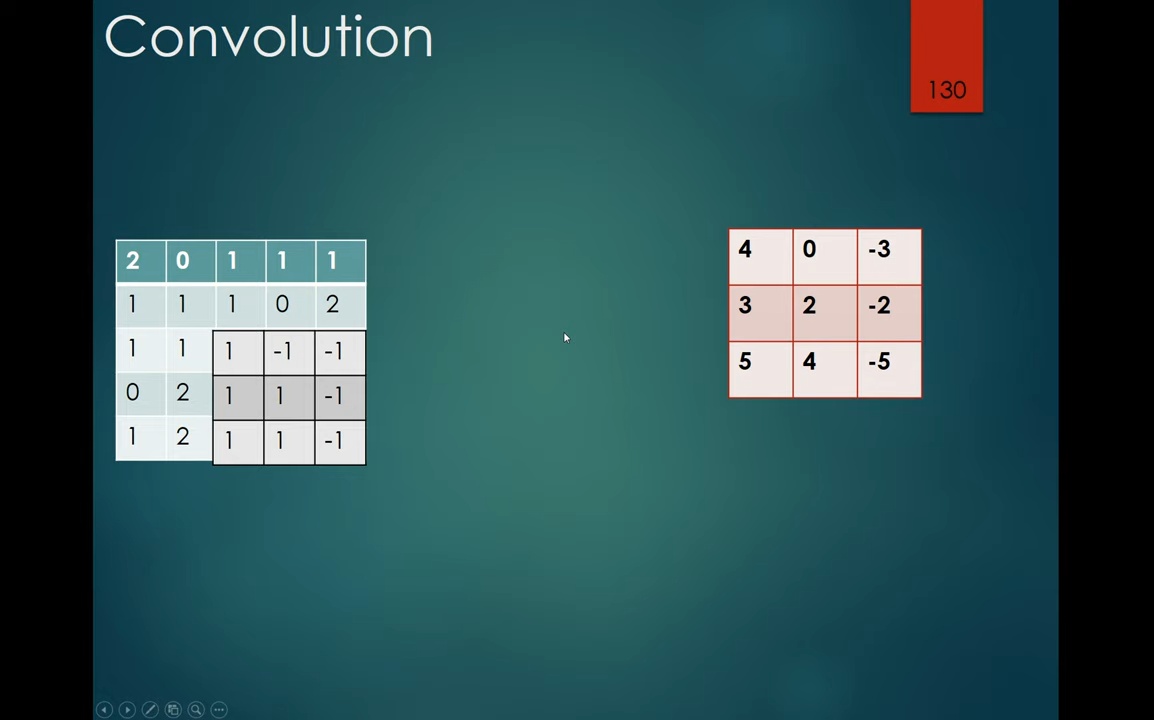 Convolution
130
2 0 1 1 1
1 1 1 0 2
1 1 1 -1 -1
0 2 1 1 -1
1 2 1 1 -1
4 0 -3
3 2 -2
5 4 -5